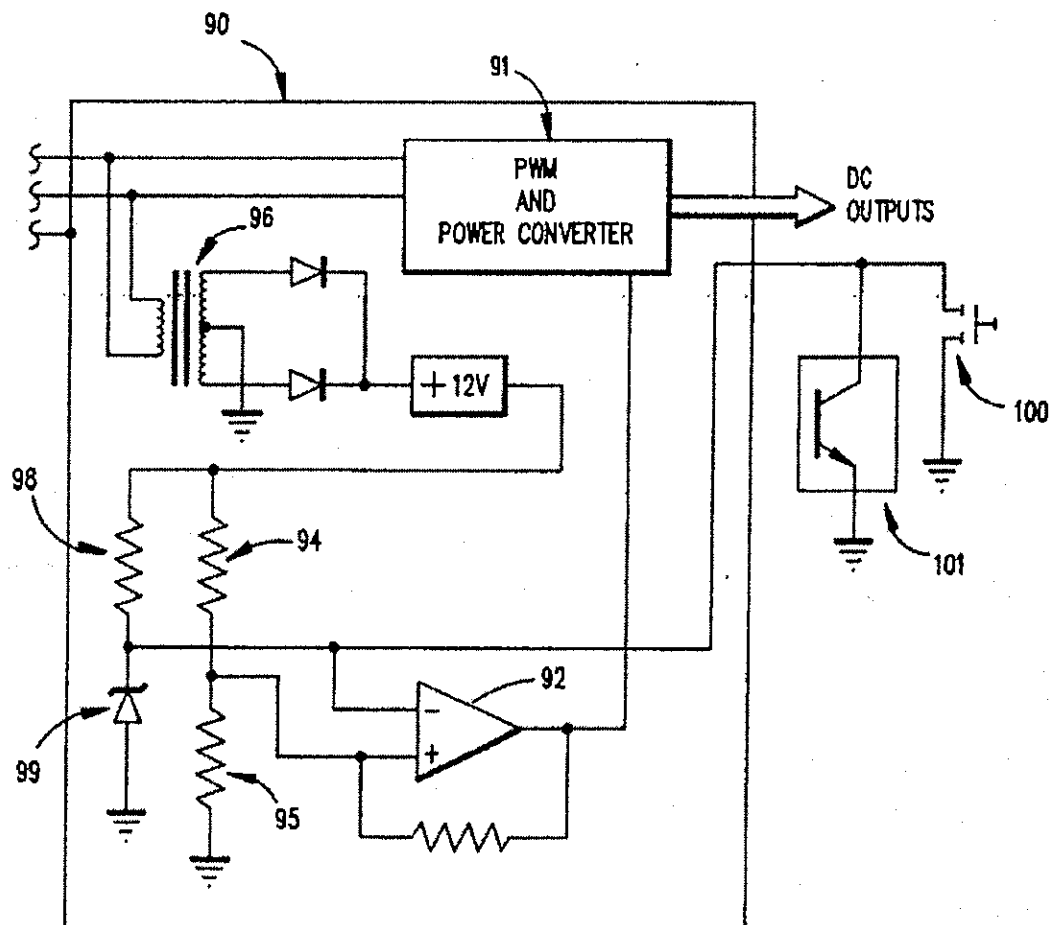 90
91
PWM
AND
POWER CONVERTER
DC
OUTPUTS
96
+ 12V
100
98
94
101
92
-
+
99
95